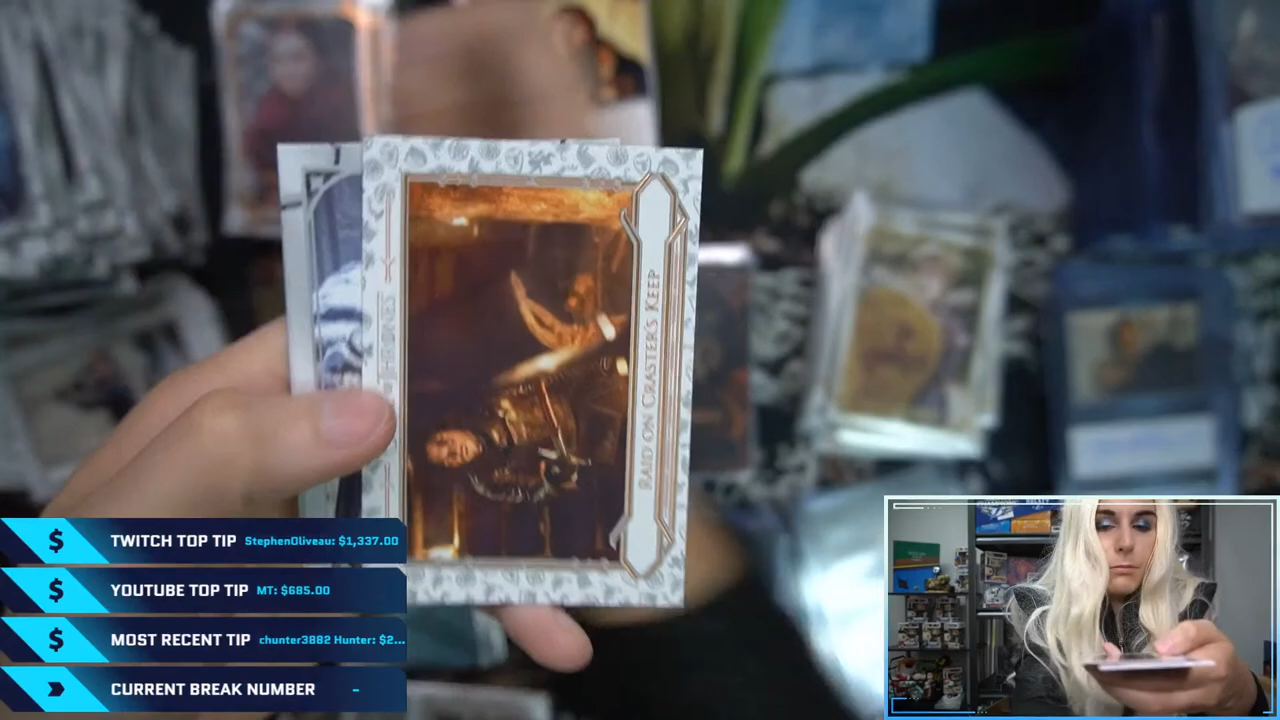 THRONES
RAID ON CRASTER'S KEEP
TWITCH TOP TIP StephenOliveau: $1,337.00
YOUTUBE TOP TIP MT: $685.00
MOST RECENT TIP chunter3882 Hunter: $2...
CURRENT BREAK NUMBER -